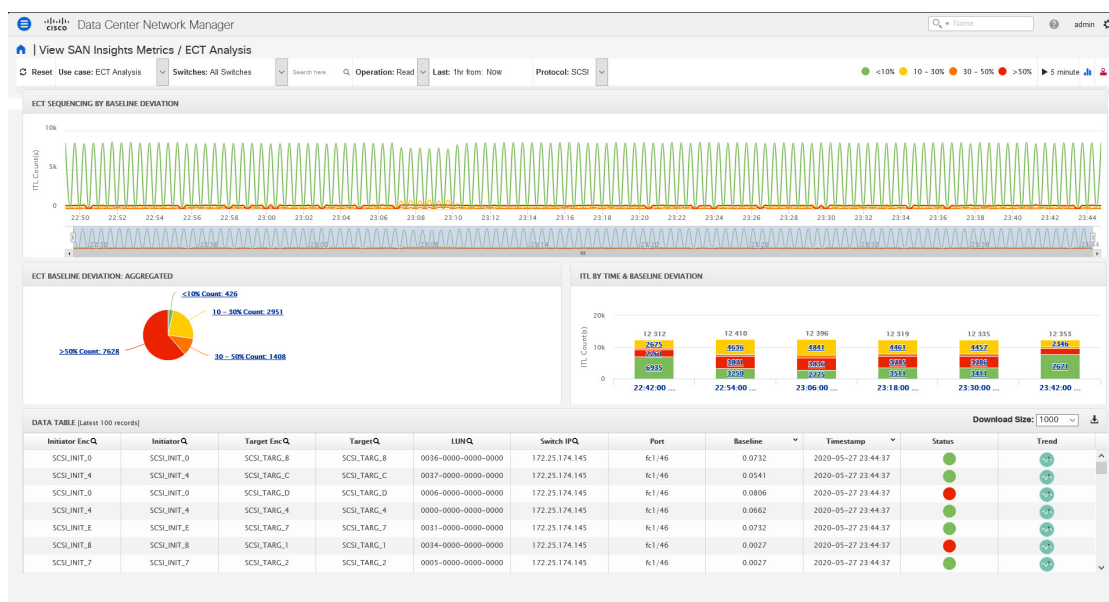 cisco Data Center Network Manager Name admin
| View SAN Insights Metrics / ECT Analysis
Reset Use case: ECT Analysis Switches: All Switches Search here Operation: Read Last: 1hr from: Now Protocol: SCSI <10% 10 – 30% 30 – 50% >50% 5 minute
ECT SEQUENCING BY BASELINE DEVIATION
10k
5k
0
ITL Count(s)
22:50 22:52 22:54 22:56 22:58 23:00 23:02 23:04 23:06 23:08 23:10 23:12 23:14 23:16 23:18 23:20 23:22 23:24 23:26 23:28 23:30 23:32 23:34 23:36 23:38 23:40 23:42 23:44
ECT BASELINE DEVIATION: AGGREGATED
<10% Count: 426
10 – 30% Count: 2951
>50% Count: 7628
30 – 50% Count: 1408
ITL BY TIME & BASELINE DEVIATION
ITL Count(s)
20k
10k
0
12 312 12 410 12 396 12 319 12 335 12 353
2675 4636 4841 4461 4457 2346
6935 3250 2775 3511 3411 7671
22:42:00 ... 22:54:00 ... 23:06:00 ... 23:18:00 ... 23:30:00 ... 23:42:00 ...
DATA TABLE [Latest 100 records] Download Size: 1000
Initiator Enc Initiator Target Enc Target LUN Switch IP Port Baseline Timestamp Status Trend
SCSI_INIT_0 SCSI_INIT_0 SCSI_TARG_8 SCSI_TARG_8 0036-0000-0000-0000 172.25.174.145 fc1/46 0.0732 2020-05-27 23:44:37
SCSI_INIT_4 SCSI_INIT_4 SCSI_TARG_C SCSI_TARG_C 0037-0000-0000-0000 172.25.174.145 fc1/46 0.0541 2020-05-27 23:44:37
SCSI_INIT_0 SCSI_INIT_0 SCSI_TARG_D SCSI_TARG_D 0006-0000-0000-0000 172.25.174.145 fc1/46 0.0806 2020-05-27 23:44:37
SCSI_INIT_4 SCSI_INIT_4 SCSI_TARG_4 SCSI_TARG_4 0000-0000-0000-0000 172.25.174.145 fc1/46 0.0662 2020-05-27 23:44:37
SCSI_INIT_E SCSI_INIT_E SCSI_TARG_7 SCSI_TARG_7 0031-0000-0000-0000 172.25.174.145 fc1/46 0.0732 2020-05-27 23:44:37
SCSI_INIT_B SCSI_INIT_B SCSI_TARG_1 SCSI_TARG_1 0034-0000-0000-0000 172.25.174.145 fc1/46 0.0027 2020-05-27 23:44:37
SCSI_INIT_7 SCSI_INIT_7 SCSI_TARG_2 SCSI_TARG_2 0005-0000-0000-0000 172.25.174.145 fc1/46 0.0027 2020-05-27 23:44:37